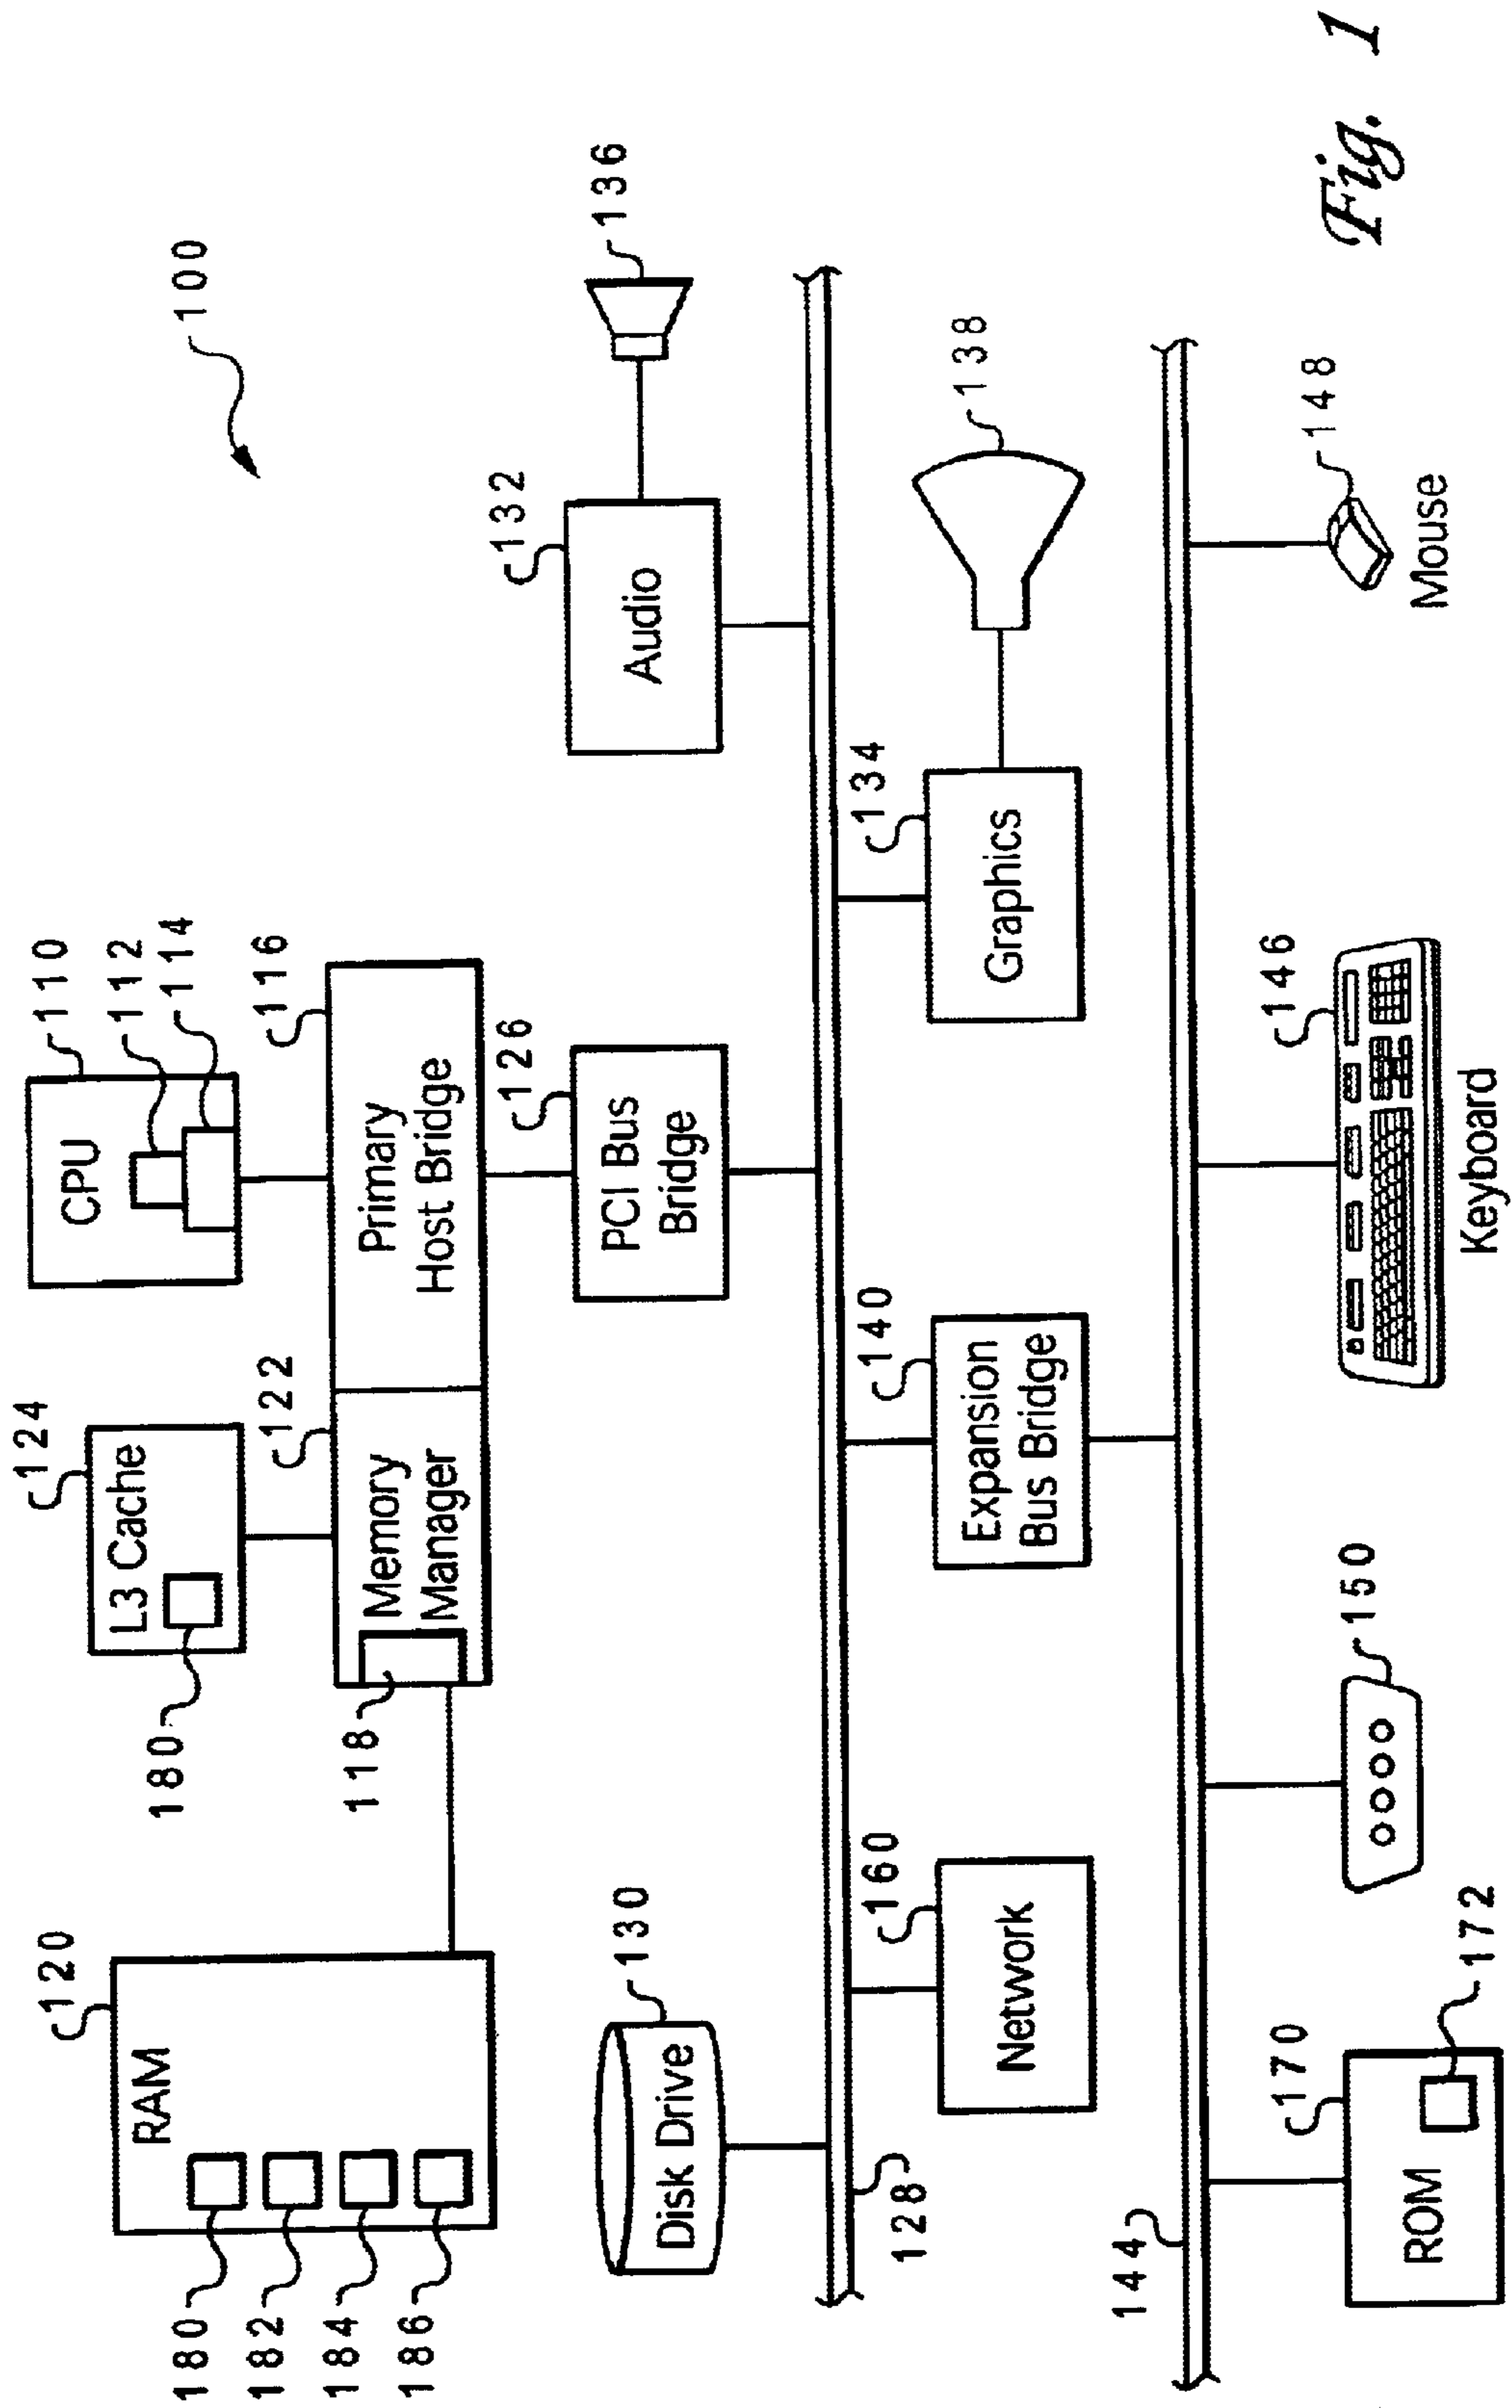 100
120
RAM
180
182
184
186
124
L3 Cache
180
110
CPU
112
114
122
Memory
Manager
118
116
Primary
Host Bridge
126
PCI Bus
Bridge
130
Disk Drive
132
Audio
136
128
160
Network
140
Expansion
Bus Bridge
134
Graphics
138
144
170
ROM
172
150
146
Keyboard
148
Mouse
Fig. 1